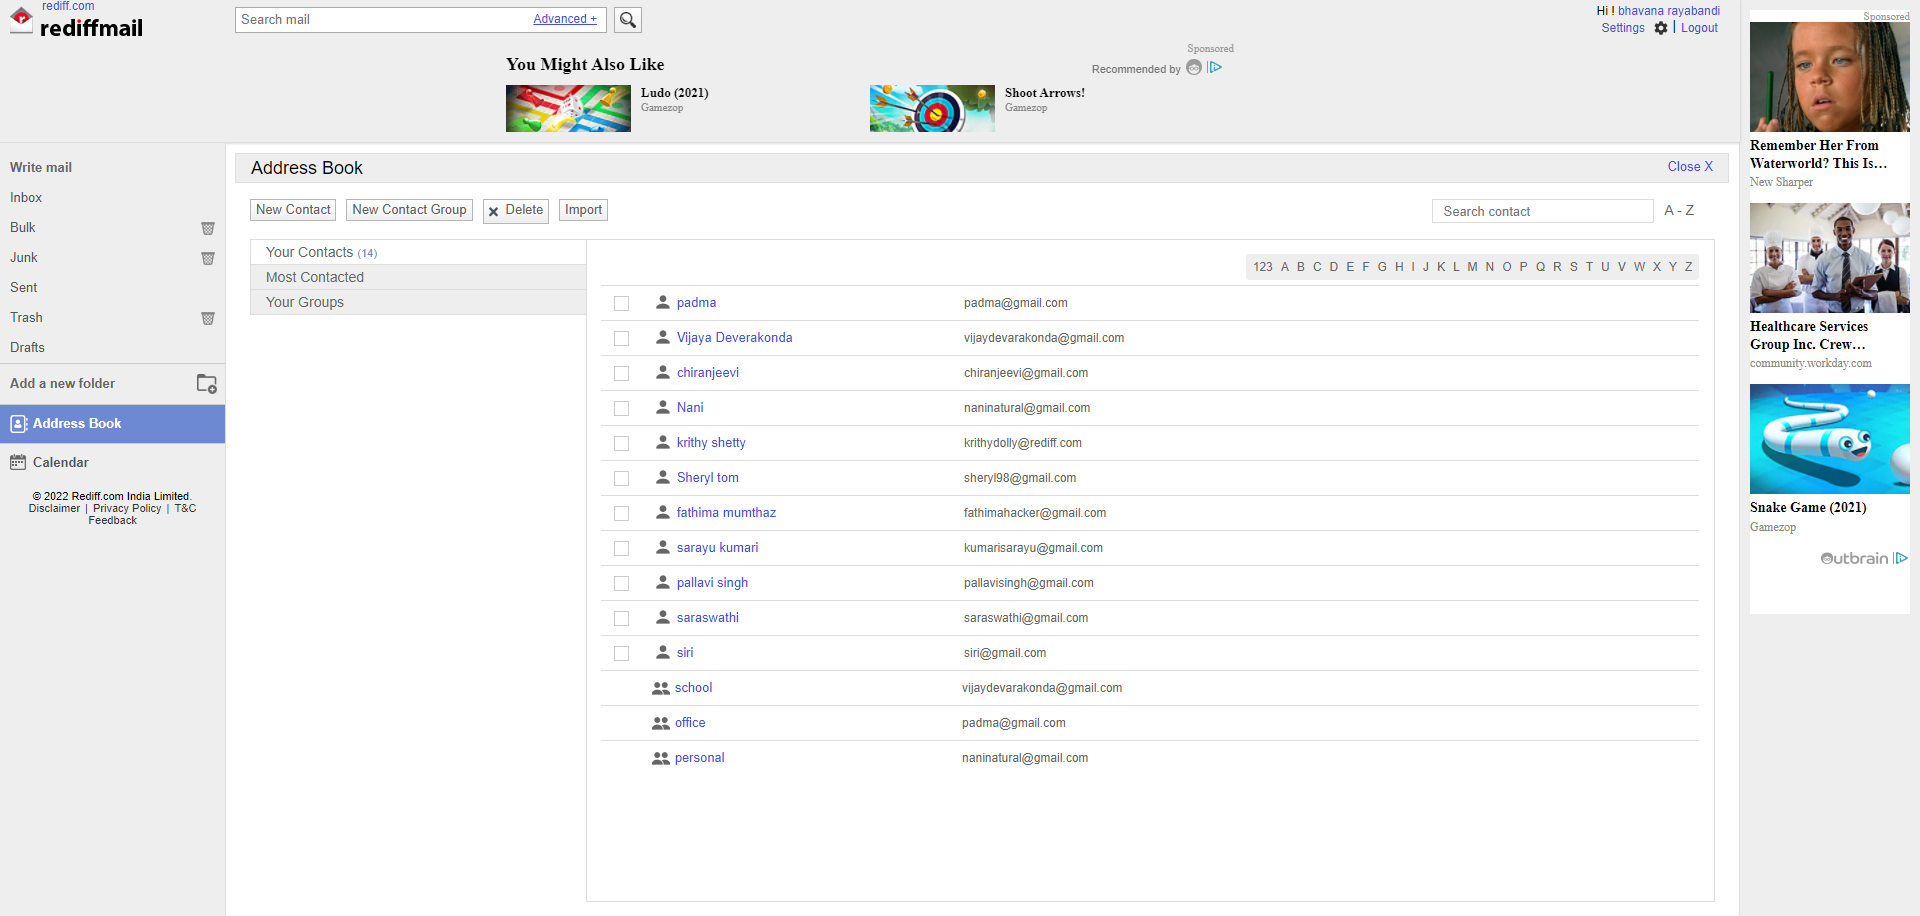 rediff.com
rediffmail
Search mail
Advanced +
Hi ! bhavana rayabandi
Settings | Logout
Sponsored
You Might Also Like
Recommended by
Ludo (2021)
Gamezop
Shoot Arrows!
Gamezop
Write mail
Inbox
Bulk
Junk
Sent
Trash
Drafts
Add a new folder
Address Book
Calendar
© 2022 Rediff.com India Limited.
Disclaimer | Privacy Policy | T&C
Feedback
Address Book
Close X
New Contact
New Contact Group
Delete
Import
Search contact
A - Z
Your Contacts (14)
Most Contacted
Your Groups
123 A B C D E F G H I J K L M N O P Q R S T U V W X Y Z
padma padma@gmail.com
Vijaya Deverakonda vijaydevarakonda@gmail.com
chiranjeevi chiranjeevi@gmail.com
Nani naninatural@gmail.com
krithy shetty krithydolly@rediff.com
Sheryl tom sheryl98@gmail.com
fathima mumthaz fathimahacker@gmail.com
sarayu kumari kumarisarayu@gmail.com
pallavi singh pallavisingh@gmail.com
saraswathi saraswathi@gmail.com
siri siri@gmail.com
school vijaydevarakonda@gmail.com
office padma@gmail.com
personal naninatural@gmail.com
Sponsored
Remember Her From
Waterworld? This Is…
New Sharper
Healthcare Services
Group Inc. Crew…
community.workday.com
Snake Game (2021)
Gamezop
Outbrain